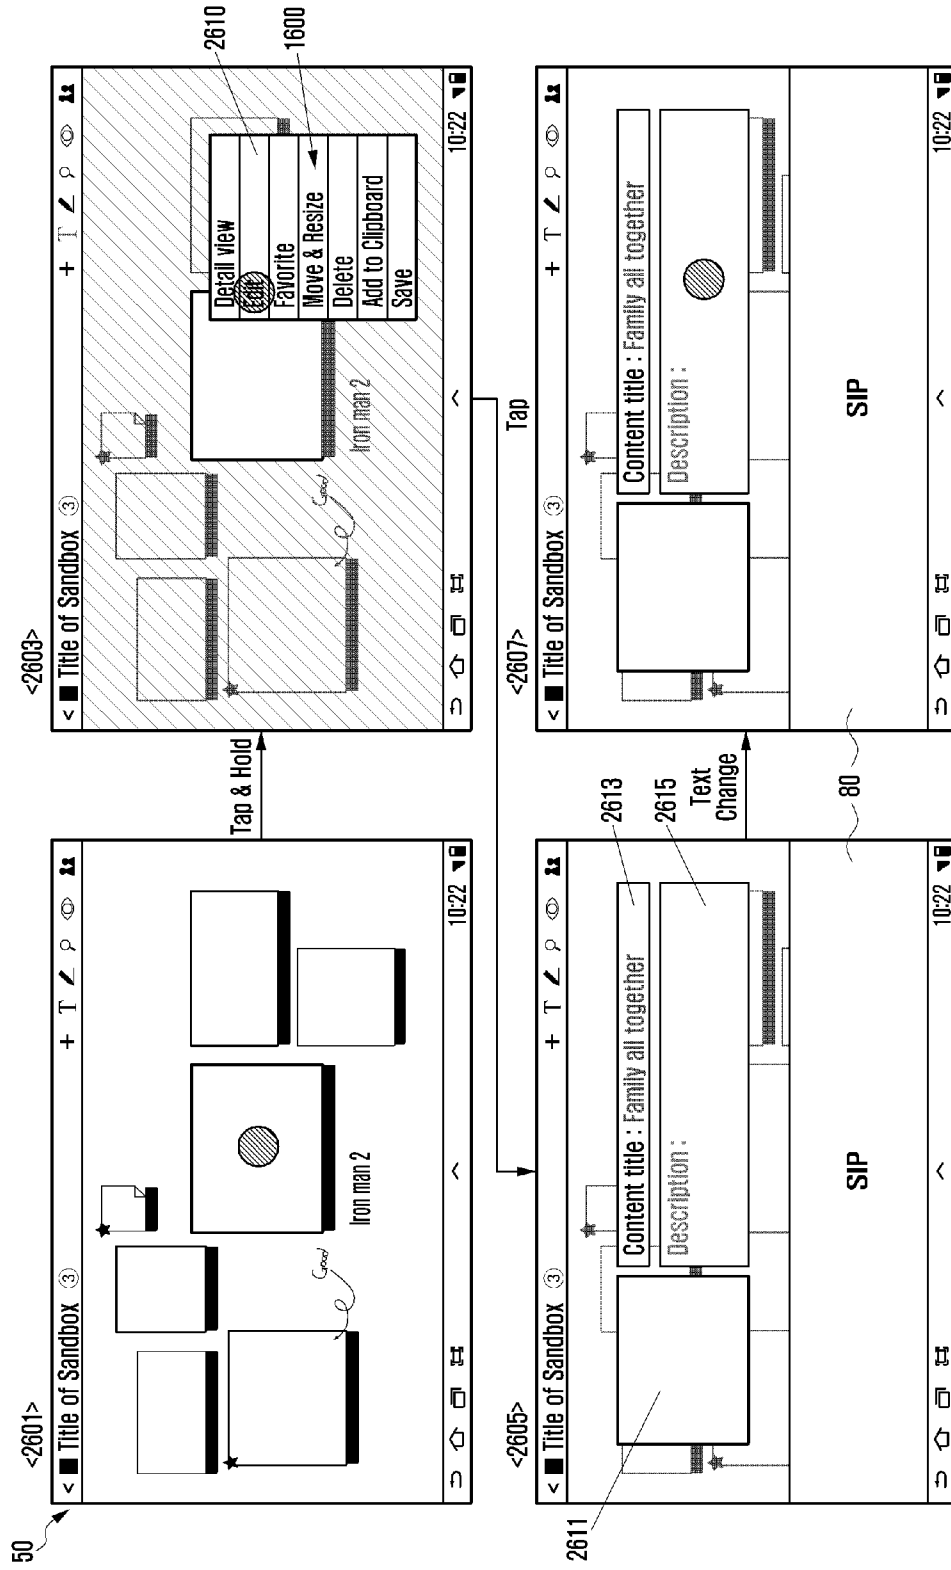 50
<2601>
< Title of Sandbox 3
+ T
Good
Iron man 2
10:22
Tap & Hold
<2603>
< Title of Sandbox 3
+ T
Detail view
Edit
Favorite
Move & Resize
Delete
Add to Clipboard
Save
2610
1600
Good
Iron man 2
10:22
Tap
<2605>
< Title of Sandbox 3
+ T
Content title : Family all together
Description :
2611
2613
2615
SIP
10:22
Text
Change
80
<2607>
< Title of Sandbox 3
+ T
Content title : Family all together
Description :
SIP
10:22